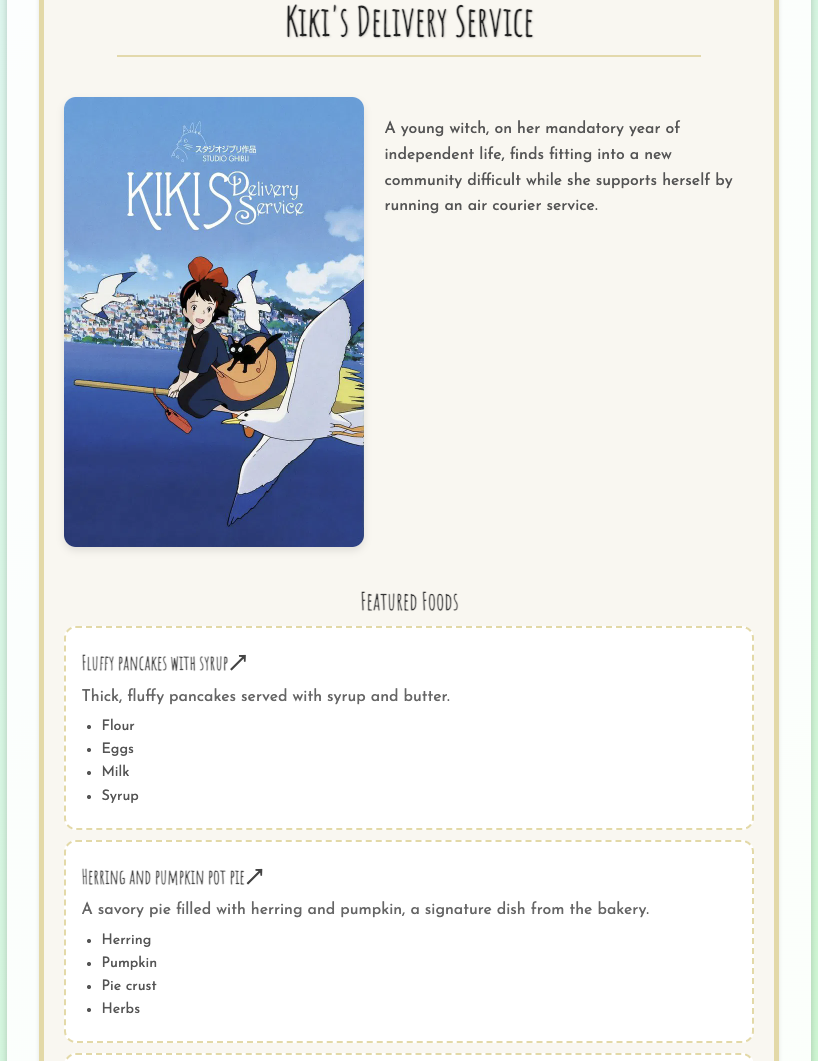 Kiki's Delivery Service
スタジオジブリ作品
STUDIO GHIBLI
KIKI'S Delivery
Service
A young witch, on her mandatory year of
independent life, finds fitting into a new
community difficult while she supports herself by
running an air courier service.
Featured Foods
Fluffy pancakes with syrup↗
Thick, fluffy pancakes served with syrup and butter.
• Flour
• Eggs
• Milk
• Syrup
Herring and pumpkin pot pie↗
A savory pie filled with herring and pumpkin, a signature dish from the bakery.
• Herring
• Pumpkin
• Pie crust
• Herbs